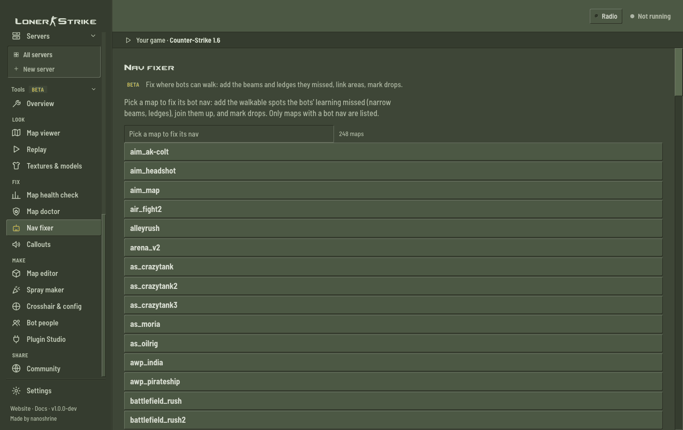 LONER STRIKE
Servers
All servers
New server
Tools BETA
Overview
LOOK
Map viewer
Replay
Textures & models
FIX
Map health check
Map doctor
Nav fixer
Callouts
MAKE
Map editor
Spray maker
Crosshair & config
Bot people
Plugin Studio
SHARE
Community
Settings
Website · Docs · v1.0.0-dev
Made by nanoshrine
Radio
Not running
Your game · Counter-Strike 1.6
NAV FIXER
BETA Fix where bots can walk: add the beams and ledges they missed, link areas, mark drops.
Pick a map to fix its bot nav: add the walkable spots the bots' learning missed (narrow
beams, ledges), join them up, and mark drops. Only maps with a bot nav are listed.
Pick a map to fix its nav
248 maps
aim_ak-colt
aim_headshot
aim_map
air_fight2
alleyrush
arena_v2
as_crazytank
as_crazytank2
as_crazytank3
as_moria
as_oilrig
awp_india
awp_pirateship
battlefield_rush
battlefield_rush2